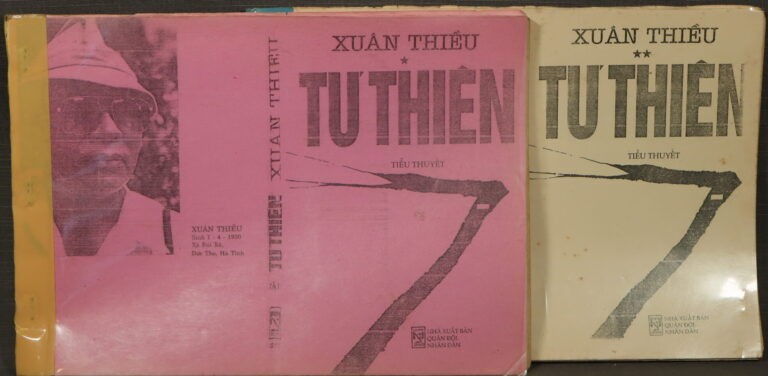 XUÂN THIỀU
Sinh 1 - 4 - 1930
Xã Bùi Xá,
Đức Thọ, Hà Tĩnh
TƯ THIÊN
XUÂN THIỀU
XUÂN THIỀU
★
TƯ THIÊN
TIỂU THUYẾT
NHÀ XUẤT BẢN
QUÂN ĐỘI
NHÂN DÂN
XUÂN THIỀU
★★
TƯ THIÊN
TIỂU THUYẾT
NHÀ XUẤT BẢN
QUÂN ĐỘI
NHÂN DÂN